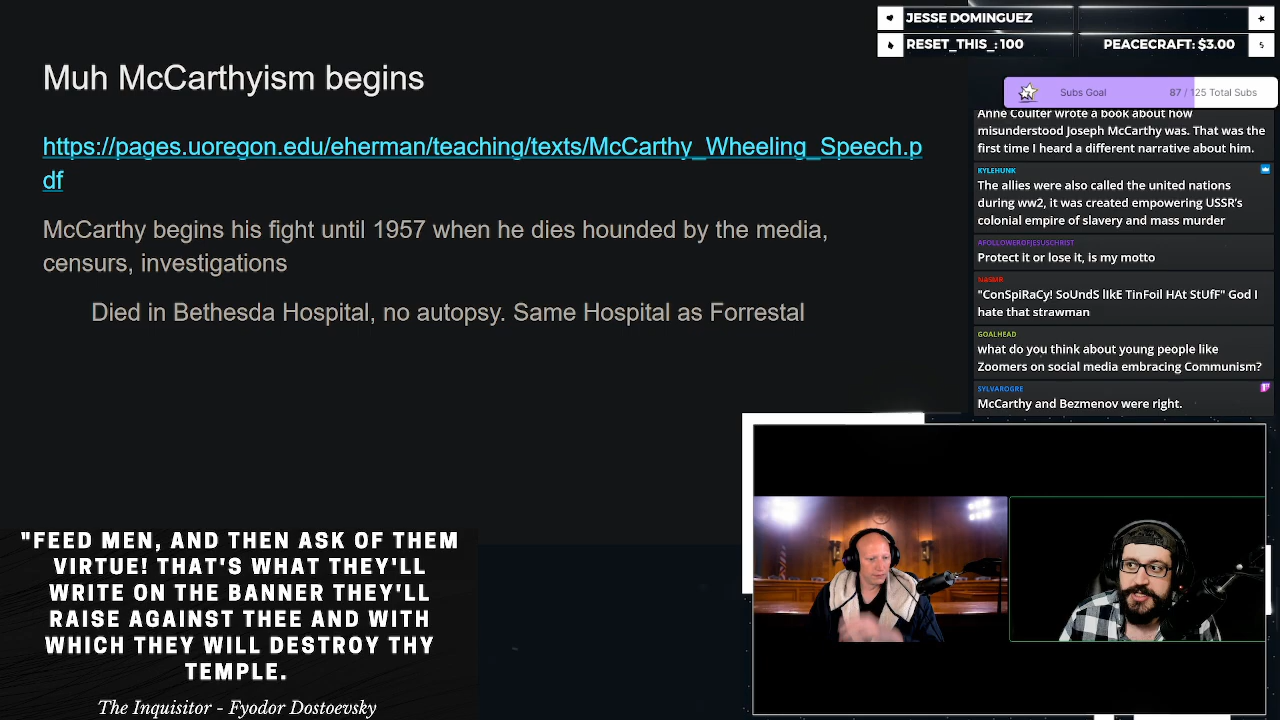 JESSE DOMINGUEZ
RESET_THIS_: 100
PEACECRAFT: $3.00
5
Subs Goal
87 / 125 Total Subs
Muh McCarthyism begins
https://pages.uoregon.edu/eherman/teaching/texts/McCarthy_Wheeling_Speech.p
df
McCarthy begins his fight until 1957 when he dies hounded by the media,
censurs, investigations
Died in Bethesda Hospital, no autopsy. Same Hospital as Forrestal
Anne Coulter wrote a book about how
misunderstood Joseph McCarthy was. That was the
first time I heard a different narrative about him.
KYLEHUNK
The allies were also called the united nations
during ww2, it was created empowering USSR's
colonial empire of slavery and mass murder
AFOLLOWEROFJESUSCHRIST
Protect it or lose it, is my motto
N8SME
"ConSpiRaCy! SoUndS lIkE TinFoil HAt StUfF" God I
hate that strawman
GOALHEAD
what do you think about young people like
Zoomers on social media embracing Communism?
SYLVAROGRE
McCarthy and Bezmenov were right.
"FEED MEN, AND THEN ASK OF THEM
VIRTUE! THAT'S WHAT THEY'LL
WRITE ON THE BANNER THEY'LL
RAISE AGAINST THEE AND WITH
WHICH THEY WILL DESTROY THY
TEMPLE.
The Inquisitor - Fyodor Dostoevsky